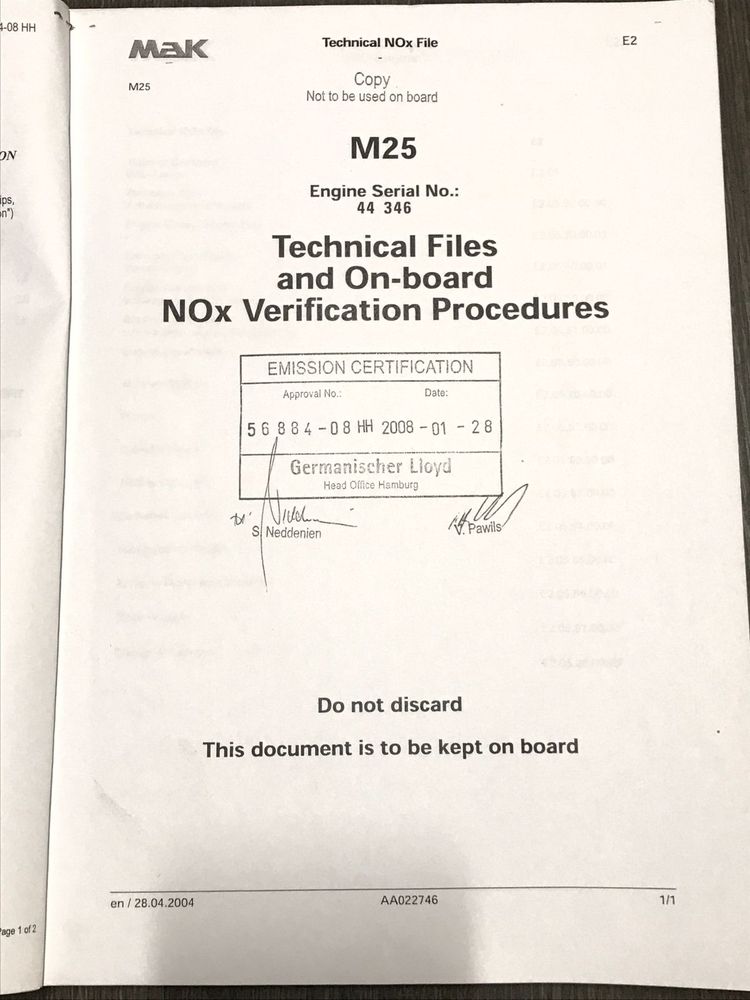 4-08 HH
ON
ips,
n")
Page 1 of 2
MaK
Technical NOx File
E2
M25
Copy
Not to be used on board
M25
Engine Serial No.:
44 346
Technical Files
and On-board
NOx Verification Procedures
EMISSION CERTIFICATION
Approval No.: Date:
56884-08 HH 2008-01-28
Germanischer Lloyd
Head Office Hamburg
S. Neddenien
V. Pawils
Do not discard
This document is to be kept on board
en / 28.04.2004
AA022746
1/1